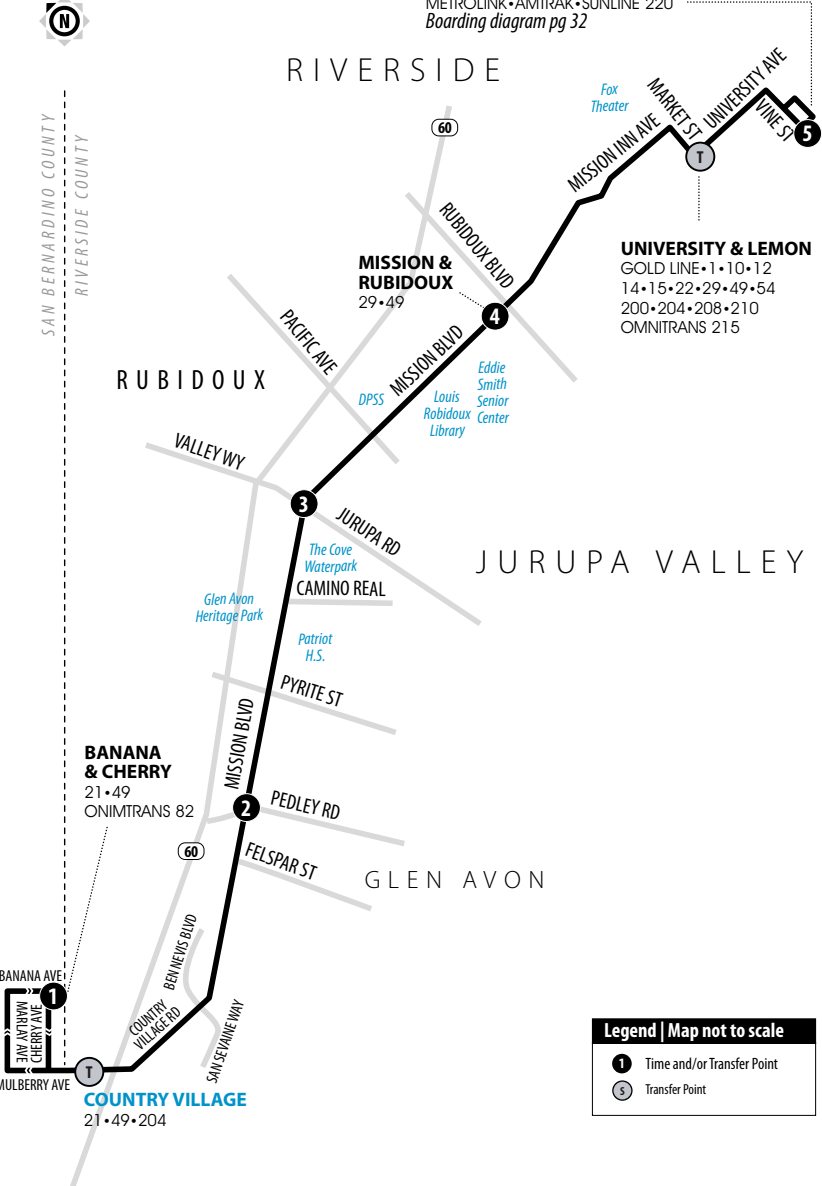 METROLINK•AMTRAK•SUNLINE 220
Boarding diagram pg 32
N
RIVERSIDE
SAN BERNARDINO COUNTY
RIVERSIDE COUNTY
60
Fox
Theater
MISSION INN AVE
MARKET ST
UNIVERSITY AVE
VINE ST
5
T
RUBIDOUX BLVD
UNIVERSITY & LEMON
GOLD LINE•1•10•12
14•15•22•29•49•54
200•204•208•210
OMNITRANS 215
MISSION &
RUBIDOUX
29•49
4
PACIFIC AVE
MISSION BLVD
RUBIDOUX
DPSS
Louis
Robidoux
Library
Eddie
Smith
Senior
Center
VALLEY WY
3
JURUPA RD
JURUPA VALLEY
The Cove
Waterpark
CAMINO REAL
Glen Avon
Heritage Park
Patriot
H.S.
PYRITE ST
MISSION BLVD
BANANA
& CHERRY
21•49
ONIMTRANS 82
2
PEDLEY RD
60
FELSPAR ST
GLEN AVON
BEN NEVIS BLVD
BANANA AVE
1
MARLAY AVE
CHERRY AVE
COUNTRY
VILLAGE RD
SAN SEVAINE WAY
MULBERRY AVE
T
COUNTRY VILLAGE
21•49•204
Legend | Map not to scale
1 Time and/or Transfer Point
S Transfer Point